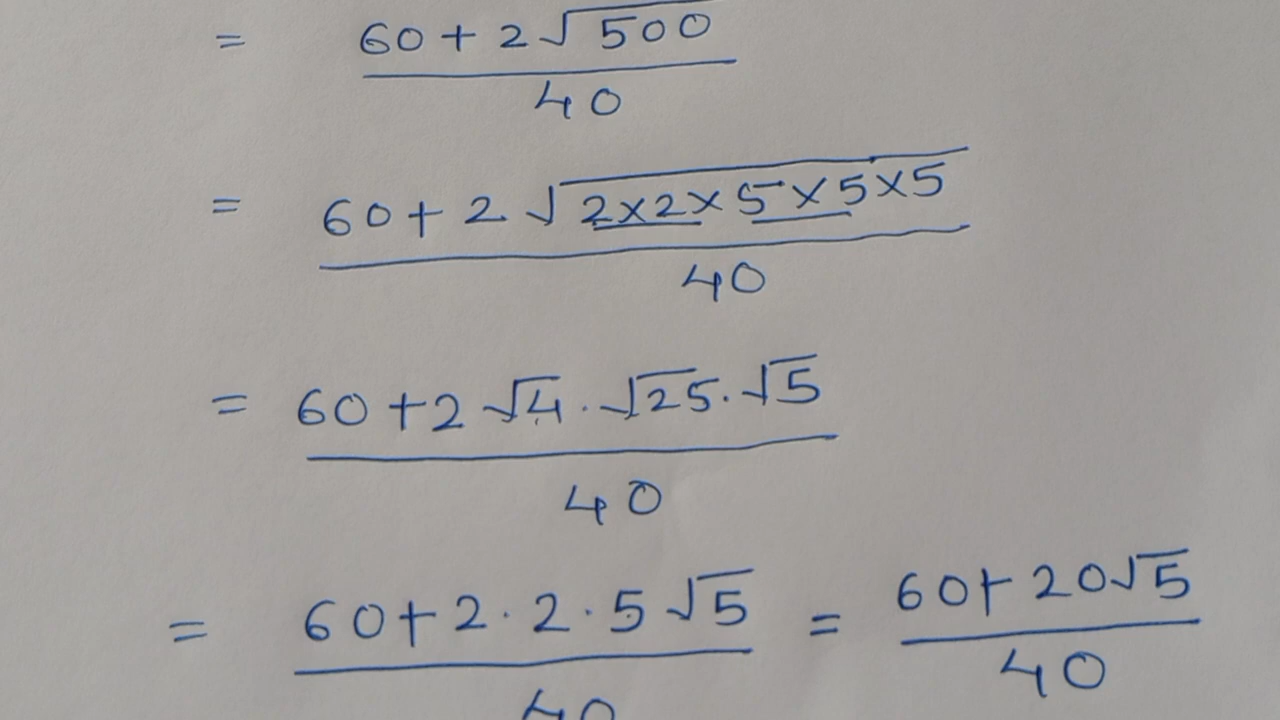 = 60 + 2√500
40
= 60 + 2√2×2×5×5×5
40
= 60 + 2√4 . √25 . √5
40
= 60 + 2 . 2 . 5√5 = 60 + 20√5
40 40